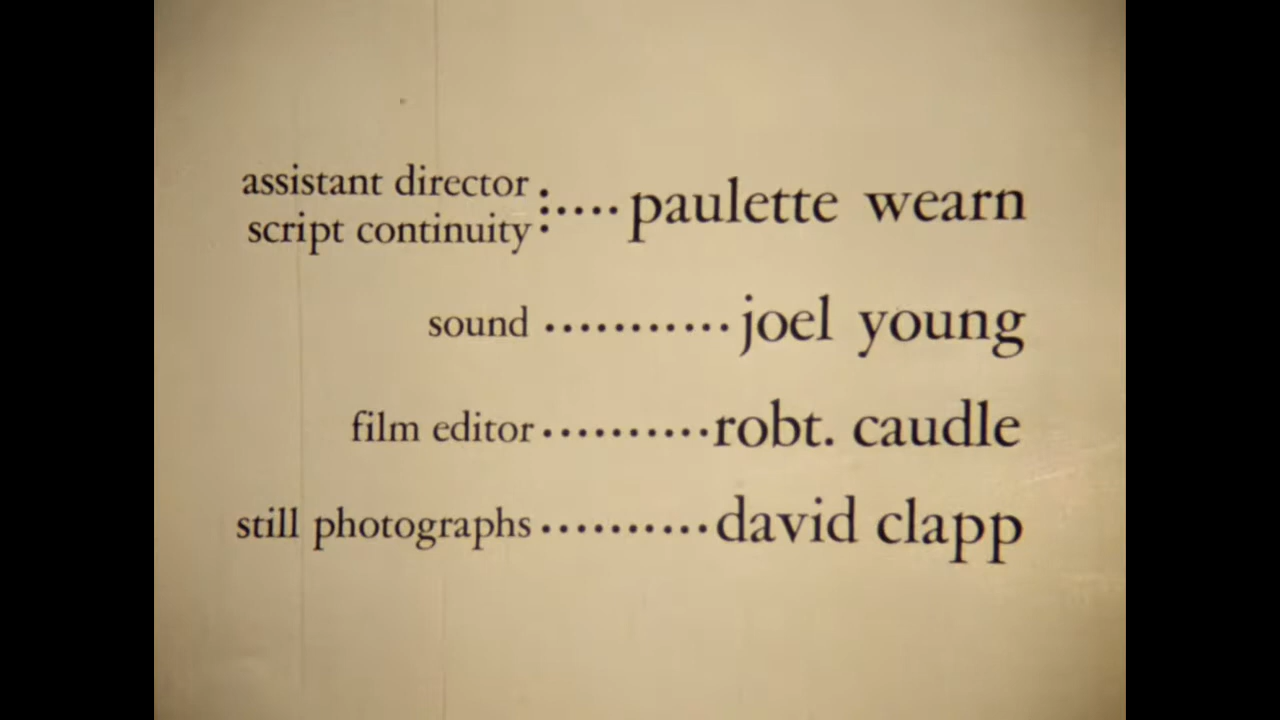 assistant director
script continuity :····paulette wearn
sound ···········joel young
film editor ··········robt. caudle
still photographs ··········david clapp